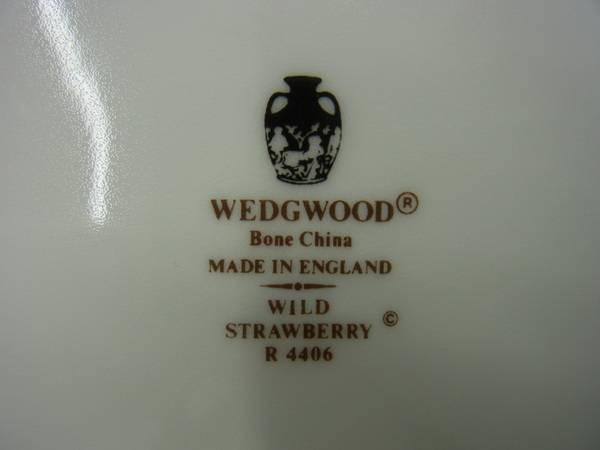 WEDGWOOD®
Bone China
MADE IN ENGLAND
WILD
STRAWBERRY ©
R 4406